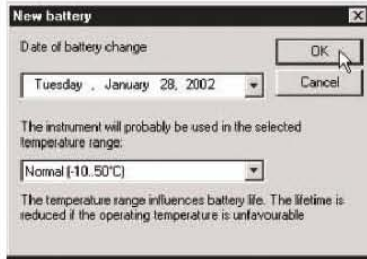 New battery
Date of battery change
OK
Tuesday , January 28, 2002
Cancel
The instrument will probably be used in the selected
temperature range:
Normal (-10..50°C)
The temperature range influences battery life. The lifetime is
reduced if the operating temperature is unfavourable